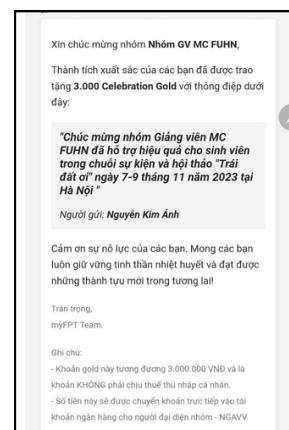 Xin chúc mừng nhóm Nhóm GV MC FUHN,
Thành tích xuất sắc của các bạn đã được trao
tặng 3.000 Celebration Gold với thông điệp dưới
đây:
"Chúc mừng nhóm Giảng viên MC
FUHN đã hỗ trợ hiệu quả cho sinh viên
trong chuỗi sự kiện và hội thảo "Trái
đất ơi" ngày 7-9 tháng 11 năm 2023 tại
Hà Nội "
Người gửi: Nguyễn Kim Ánh
Cảm ơn sự nỗ lực của các bạn. Mong các bạn
luôn giữ vững tinh thần nhiệt huyết và đạt được
những thành tựu mới trong tương lai!
Trân trọng,
myFPT Team.
Ghi chú:
- Khoản gold này tương đương 3.000.000 VNĐ và là
khoản KHÔNG phải chịu thuế thu nhập cá nhân.
- Số tiền này sẽ được chuyển khoản trực tiếp vào tài
khoản ngân hàng cho người đại diện nhóm - NGAVV